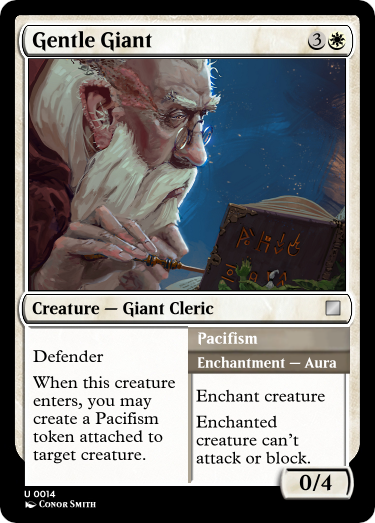 Gentle Giant
3
Creature — Giant Cleric
Defender
When this creature
enters, you may
create a Pacifism
token attached to
target creature.
Pacifism
Enchantment — Aura
Enchant creature
Enchanted
creature can't
attack or block.
0/4
U 0014
Conor Smith